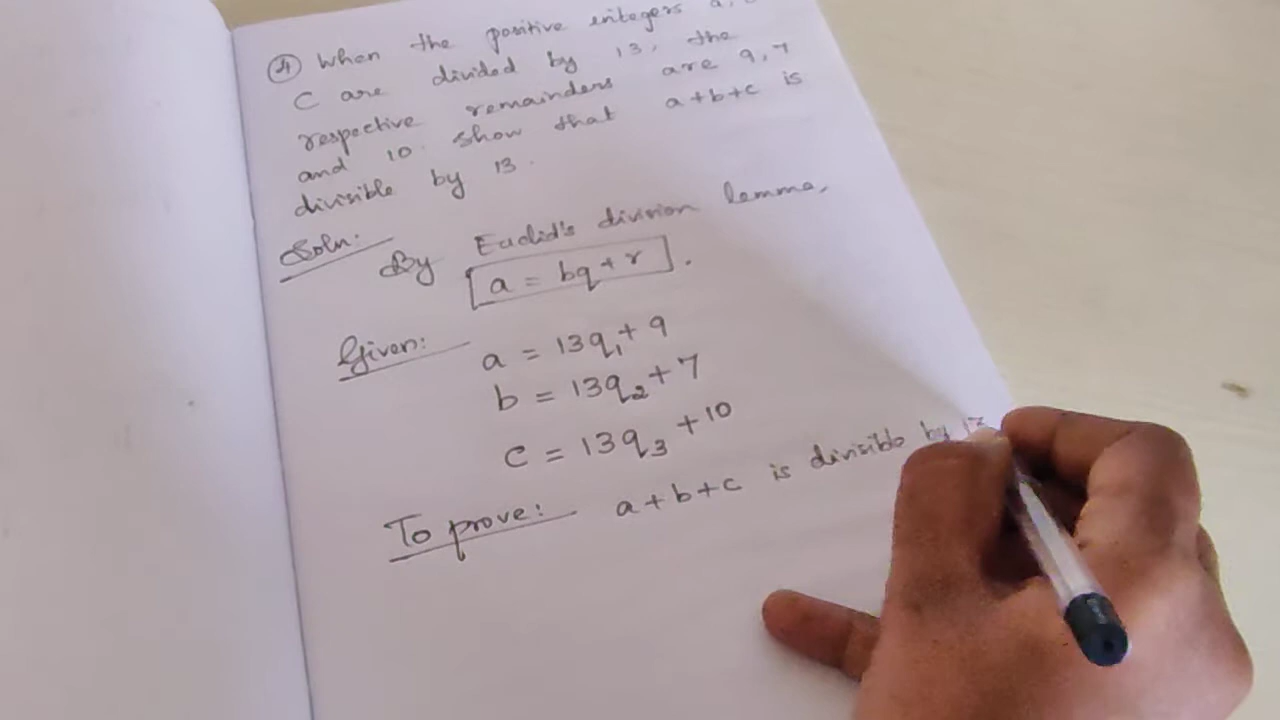 ④ When the positive integers a,
C are divided by 13, the
respective remainders are 9, 7
and 10. show that a+b+c is
divisible by 13.
Soln:
By Euclid's division lemma,
a = bq + r.
Given: a = 13q₁ + 9
b = 13q₂ + 7
c = 13q₃ + 10
To prove: a+b+c is divisible by 13